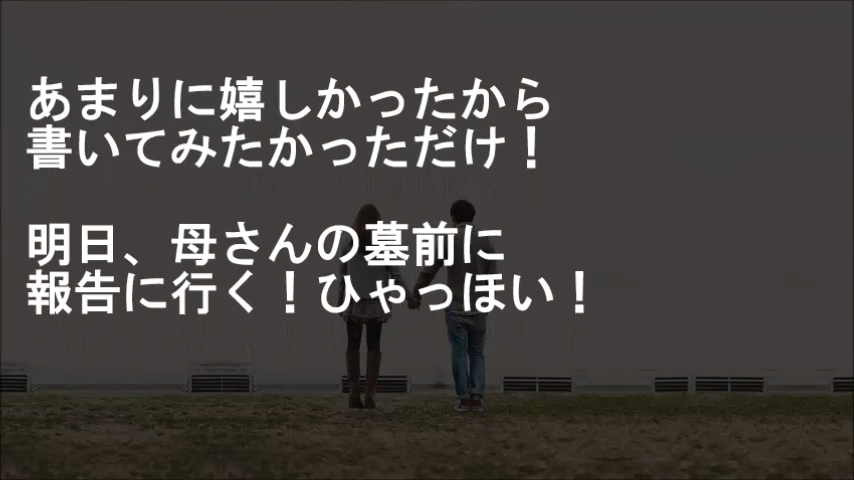 あまりに嬉しかったから
書いてみたかっただけ！
明日、母さんの墓前に
報告に行く！ひゃっほい！